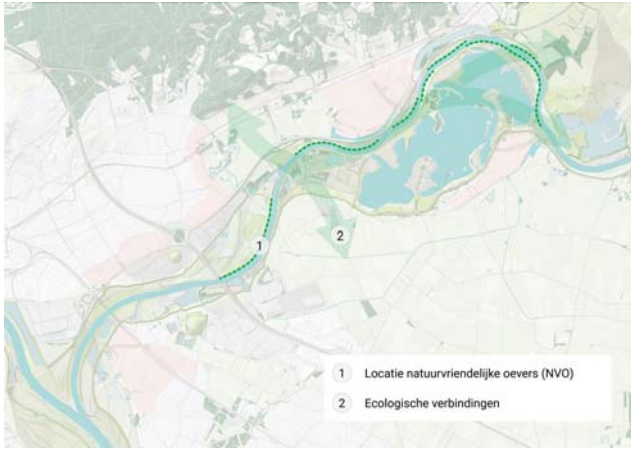 1
2
1 Locatie natuurvriendelijke oevers (NVO)
2 Ecologische verbindingen